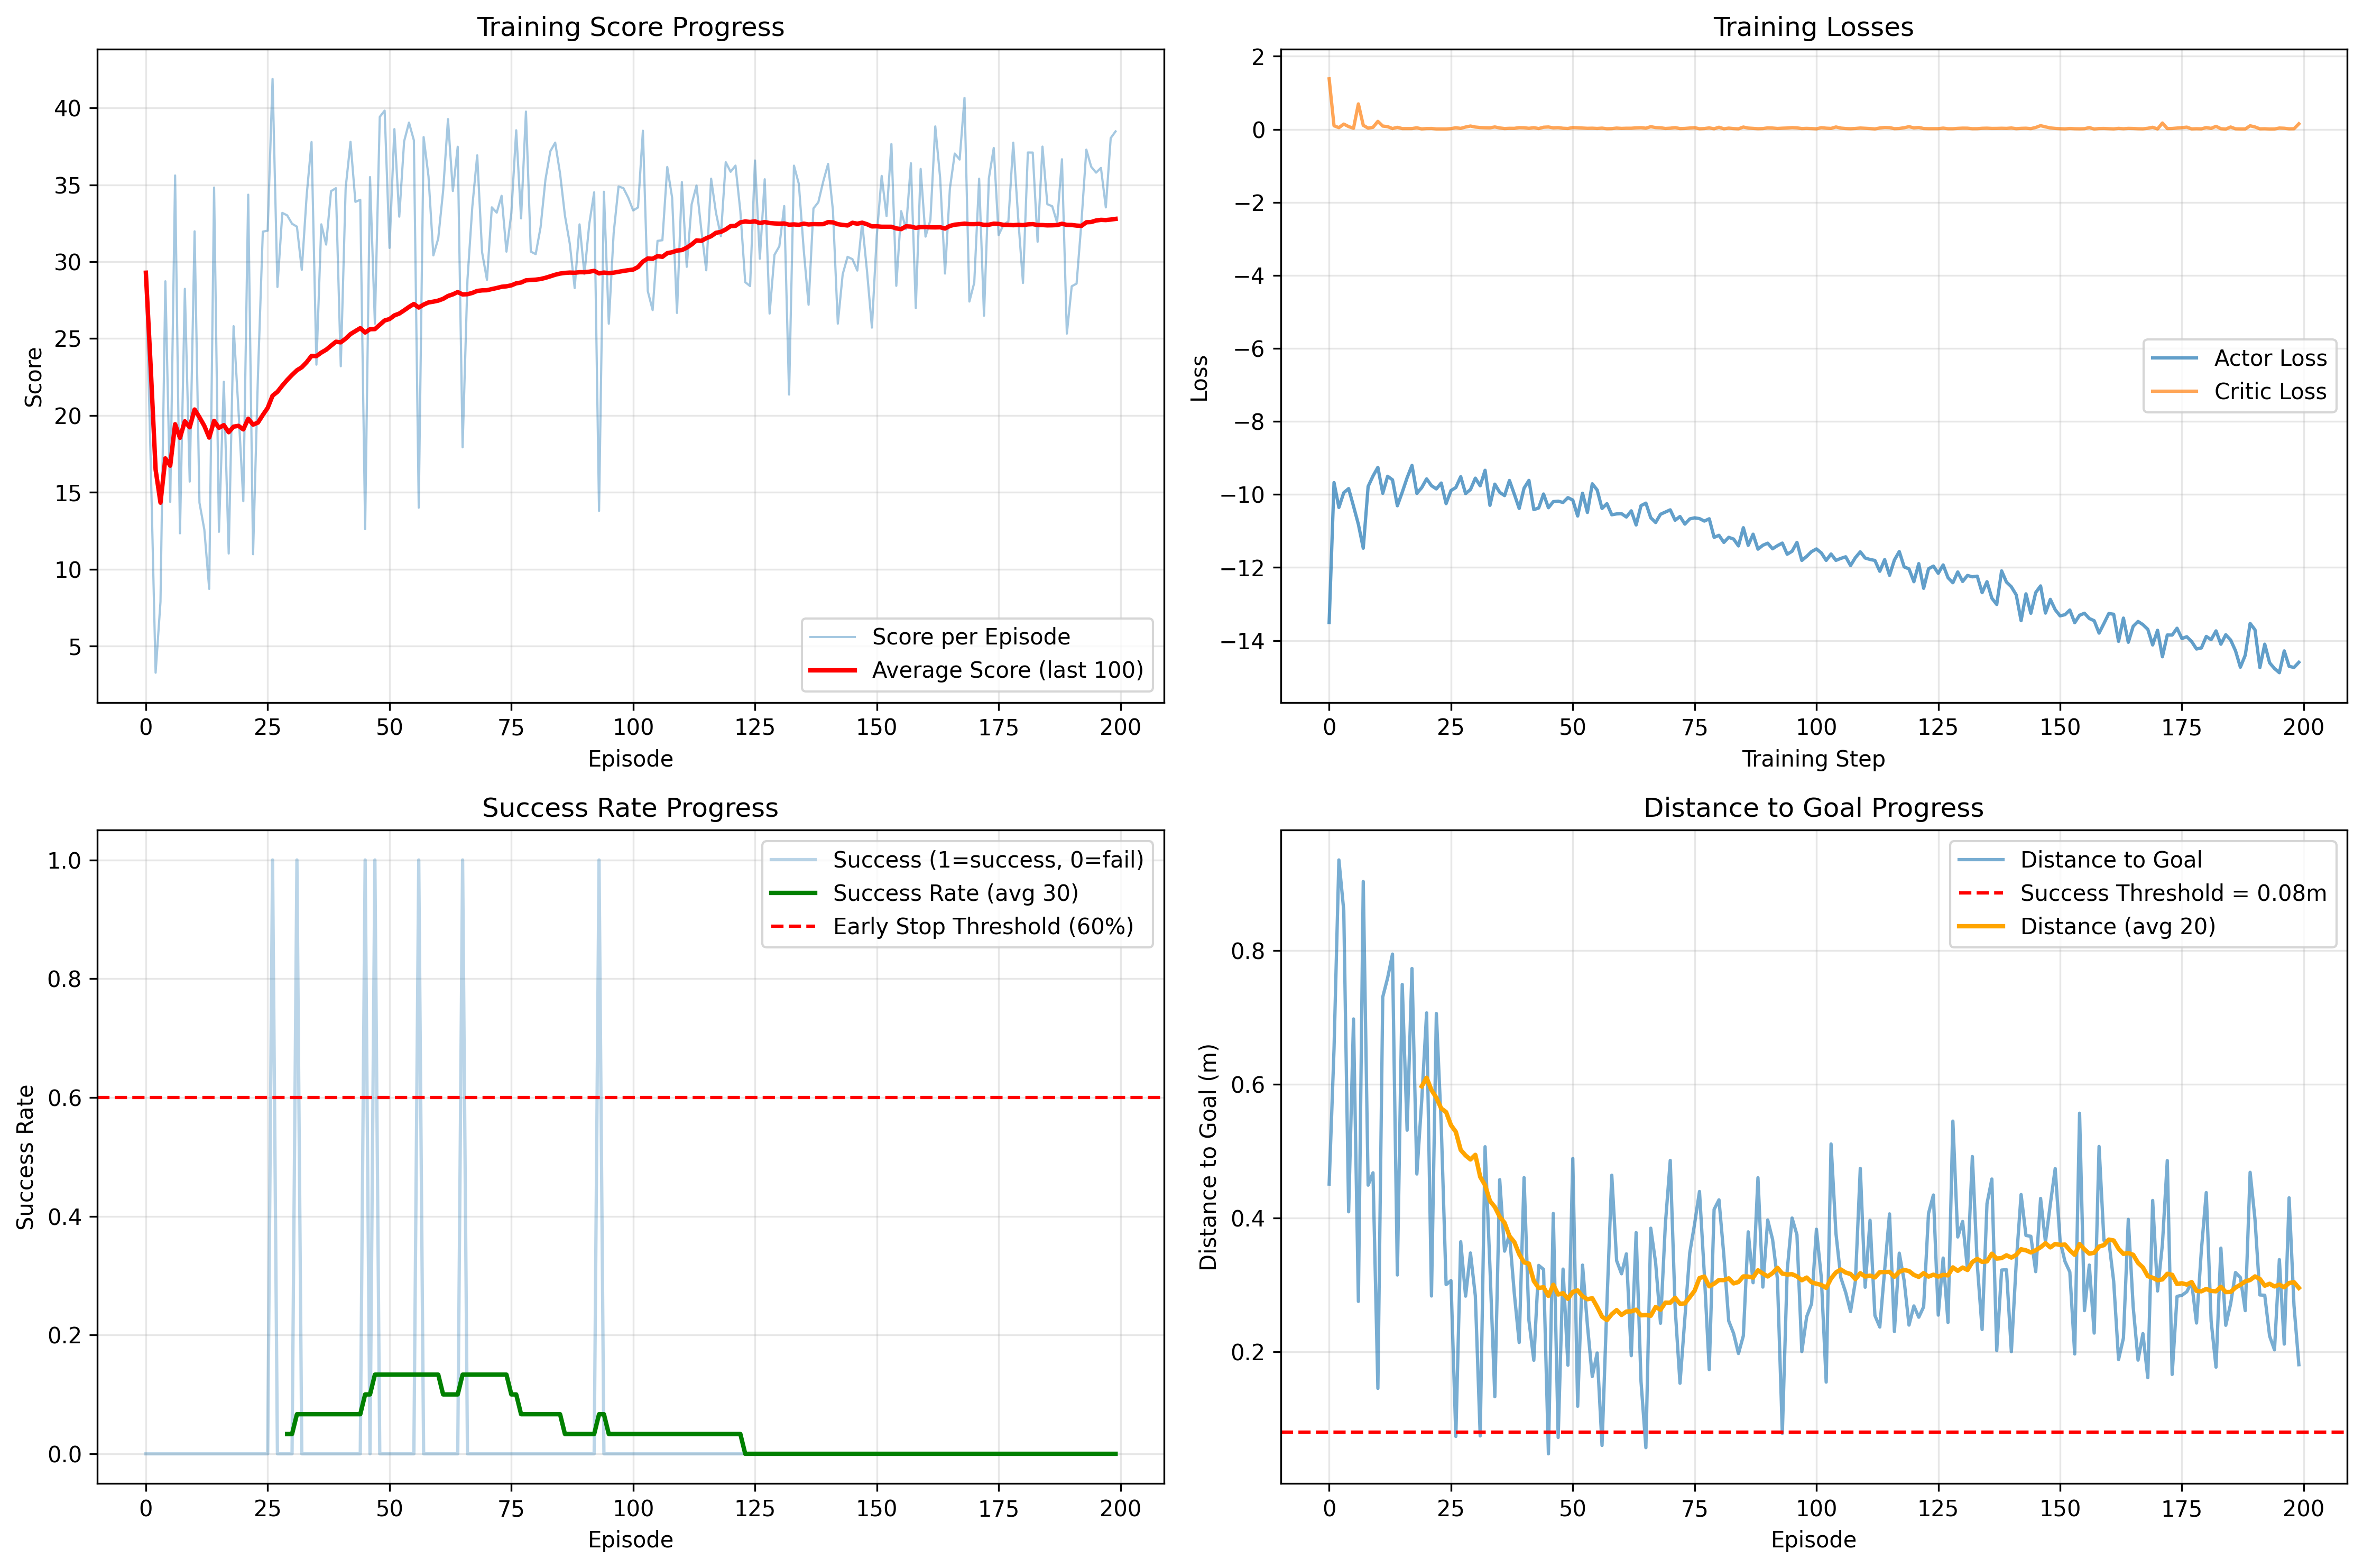 Training Score Progress
40
35
30
25
20
15
10
5
Score
0 25 50 75 100 125 150 175 200
Episode
Score per Episode
Average Score (last 100)
Training Losses
2
0
−2
−4
−6
−8
−10
−12
−14
Loss
0 25 50 75 100 125 150 175 200
Training Step
Actor Loss
Critic Loss
Success Rate Progress
1.0
0.8
0.6
0.4
0.2
0.0
Success Rate
0 25 50 75 100 125 150 175 200
Episode
Success (1=success, 0=fail)
Success Rate (avg 30)
Early Stop Threshold (60%)
Distance to Goal Progress
0.8
0.6
0.4
0.2
Distance to Goal (m)
0 25 50 75 100 125 150 175 200
Episode
Distance to Goal
Success Threshold = 0.08m
Distance (avg 20)